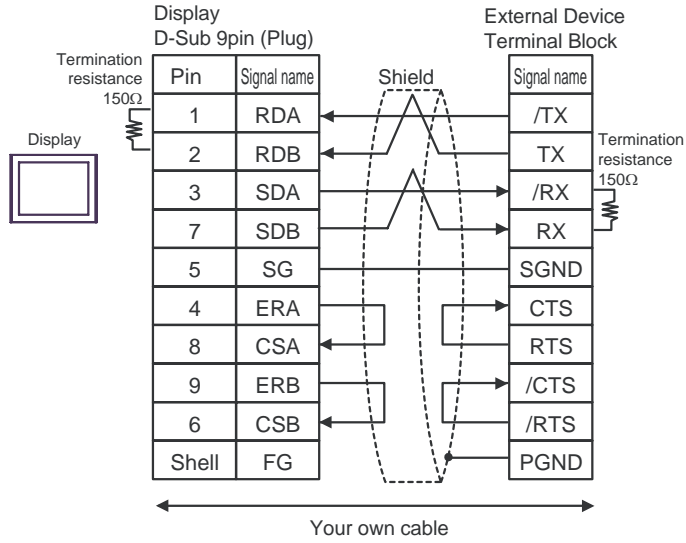 Display
D-Sub 9pin (Plug)
External Device
Terminal Block
Termination
resistance
150Ω
Display
Pin Signal name Shield Signal name
1 RDA /TX
2 RDB TX
3 SDA /RX
7 SDB RX
5 SG SGND
4 ERA CTS
8 CSA RTS
9 ERB /CTS
6 CSB /RTS
Shell FG PGND
Termination
resistance
150Ω
Your own cable